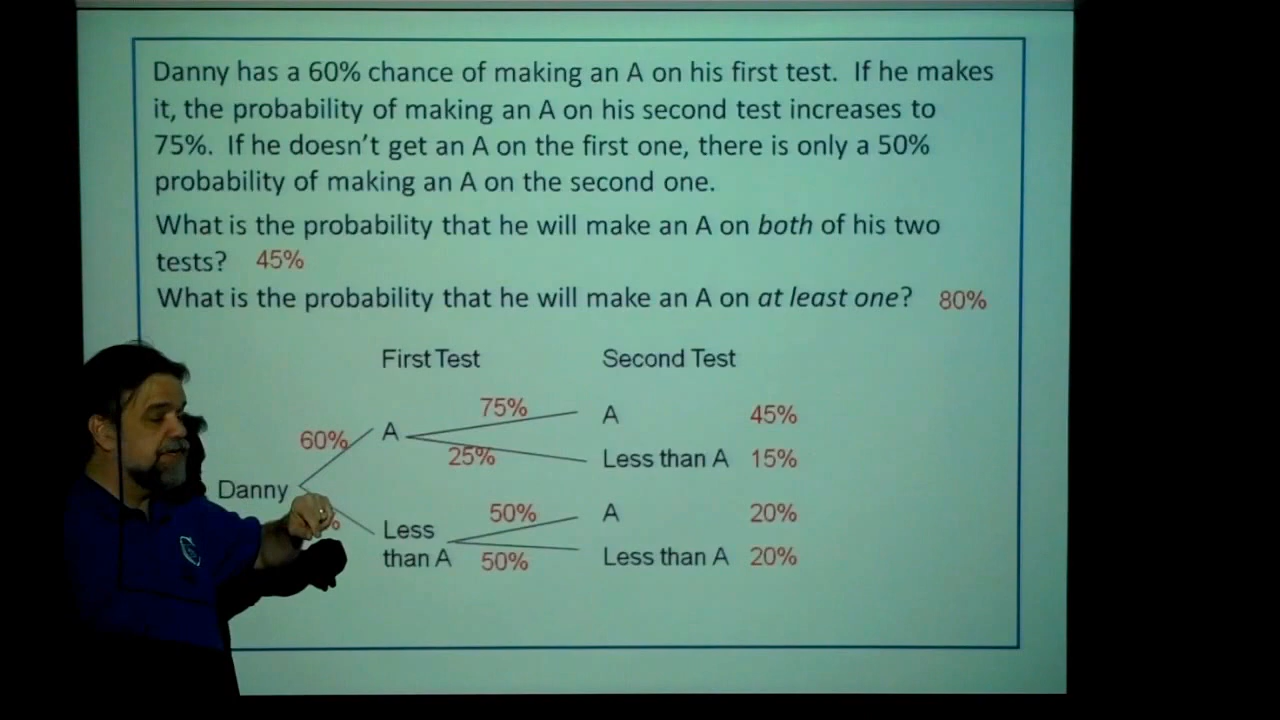 Danny has a 60% chance of making an A on his first test. If he makes
it, the probability of making an A on his second test increases to
75%. If he doesn't get an A on the first one, there is only a 50%
probability of making an A on the second one.
What is the probability that he will make an A on both of his two
tests? 45%
What is the probability that he will make an A on at least one? 80%
First Test Second Test
75% A 45%
60% A
25% Less than A 15%
Danny
50% A 20%
% Less
than A
50% Less than A 20%